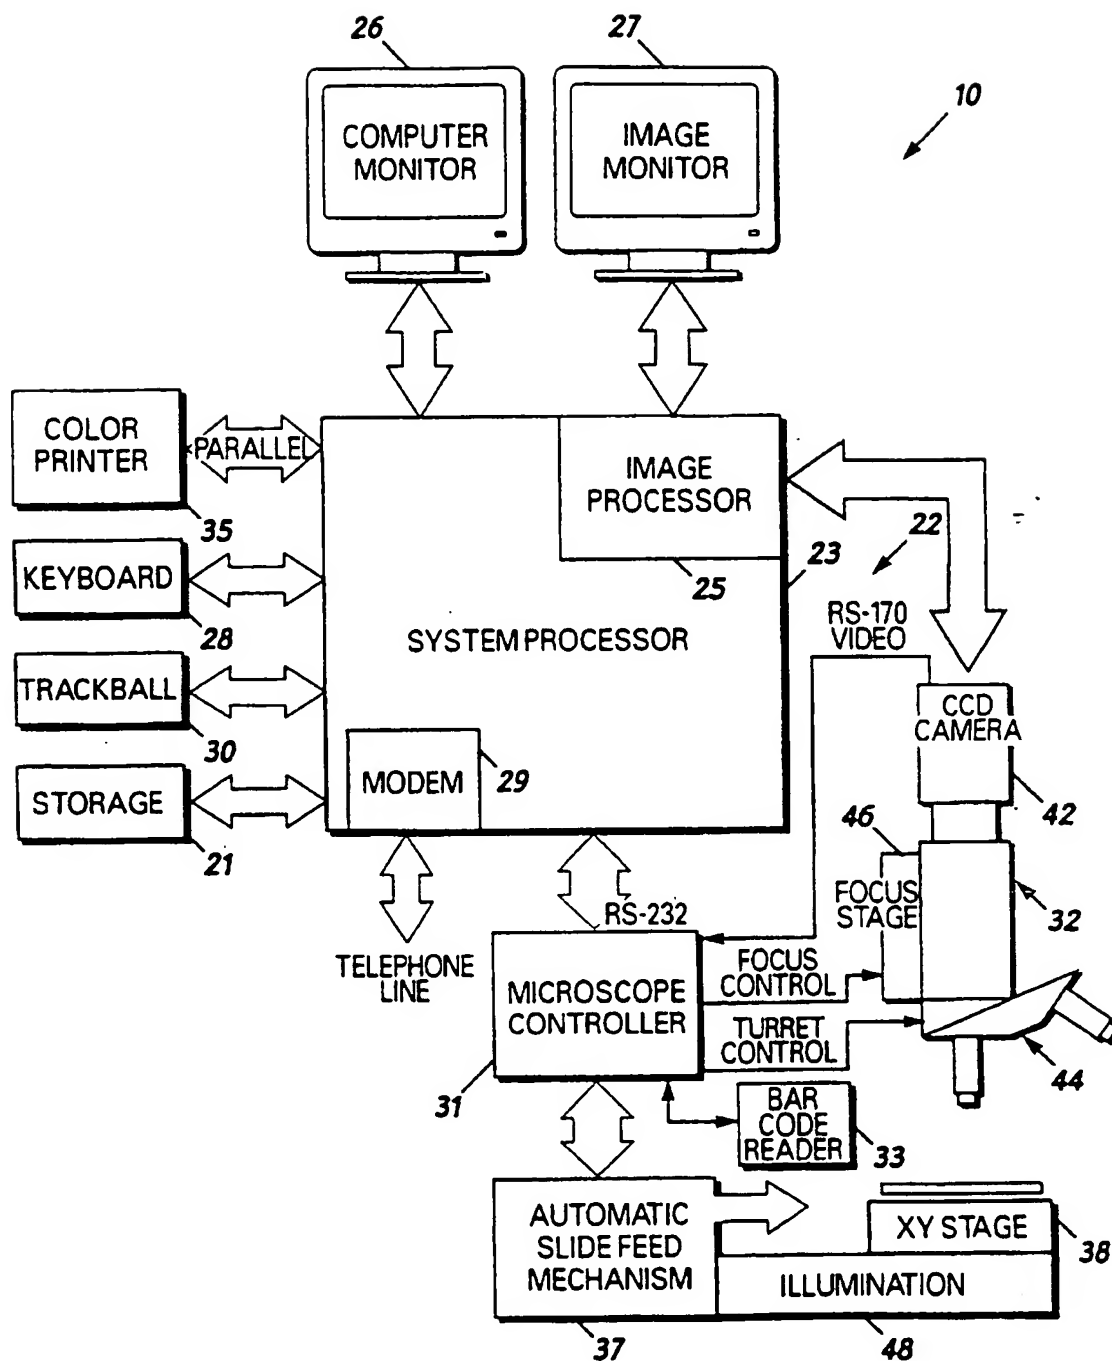 26
27
10
COMPUTER
MONITOR
IMAGE
MONITOR
COLOR
PRINTER
35
PARALLEL
IMAGE
PROCESSOR
25
23
22
KEYBOARD
28
SYSTEM PROCESSOR
RS-170
VIDEO
TRACKBALL
30
CCD
CAMERA
42
STORAGE
21
MODEM
29
46
FOCUS
STAGE
32
TELEPHONE
LINE
RS-232
MICROSCOPE
CONTROLLER
31
FOCUS
CONTROL
TURRET
CONTROL
44
BAR
CODE
READER
33
AUTOMATIC
SLIDE FEED
MECHANISM
37
XY STAGE
38
ILLUMINATION
48